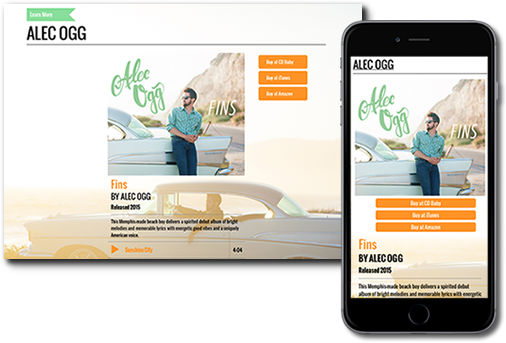 Learn More
ALEC OGG
Alec
Ogg
FINS
Buy at CD Baby
Buy at iTunes
Buy at Amazon
Fins
BY ALEC OGG
Released 2015
This Memphis-made beach boy delivers a spirited debut album of bright
melodies and memorable lyrics with energetic good vibes and a uniquely
American voice.
Sunshine City
4:04
ALEC OGG
Alec
Ogg
FINS
Buy at CD Baby
Buy at iTunes
Buy at Amazon
Fins
BY ALEC OGG
Released 2015
This Memphis-made beach boy delivers a spirited debut
album of bright melodies and memorable lyrics with energetic